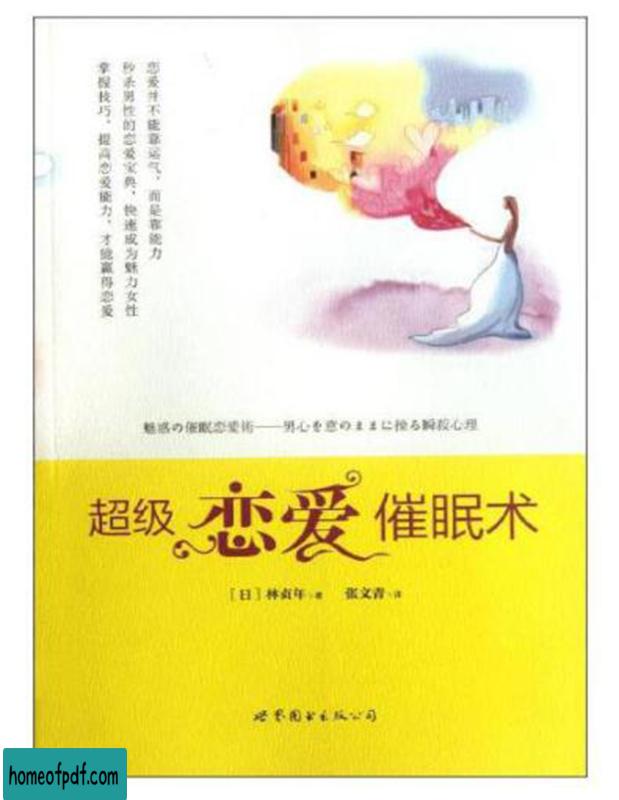 恋爱并不能靠运气，而是靠能力
秒杀男性的恋爱宝典，快速成为魅力女性
掌握技巧，提高恋爱能力，才能赢得恋爱
魅惑の催眠恋爱術——男心を意のままに操る瞬殺心理
超级 恋爱 催眠术
［日］林贞年 著 张文青 译
世界图书出版公司
homeofpdf.com